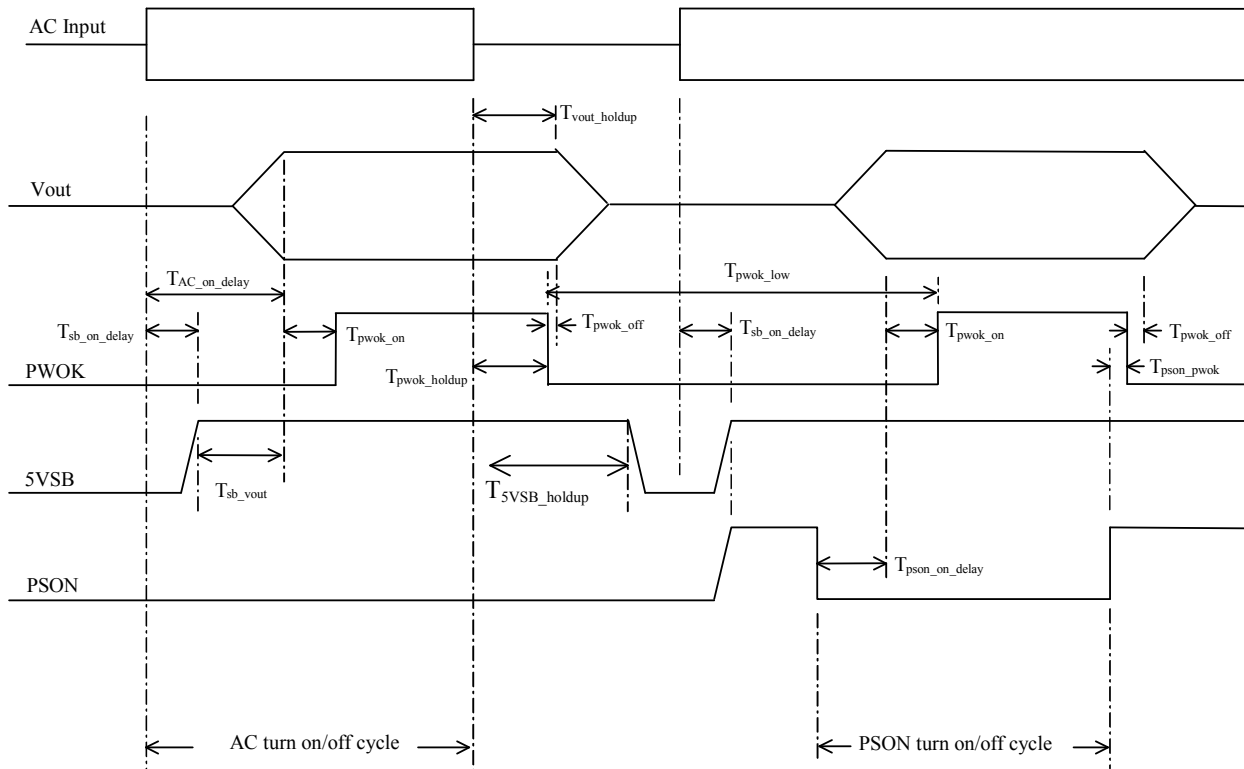 AC Input
Tvout_holdup
Vout
TAC_on_delay
Tpwok_low
Tsb_on_delay
Tpwok_on
Tpwok_off
Tsb_on_delay
Tpwok_on
Tpwok_off
PWOK
Tpwok_holdup
Tpson_pwok
5VSB
Tsb_vout
T5VSB_holdup
PSON
Tpson_on_delay
AC turn on/off cycle
PSON turn on/off cycle